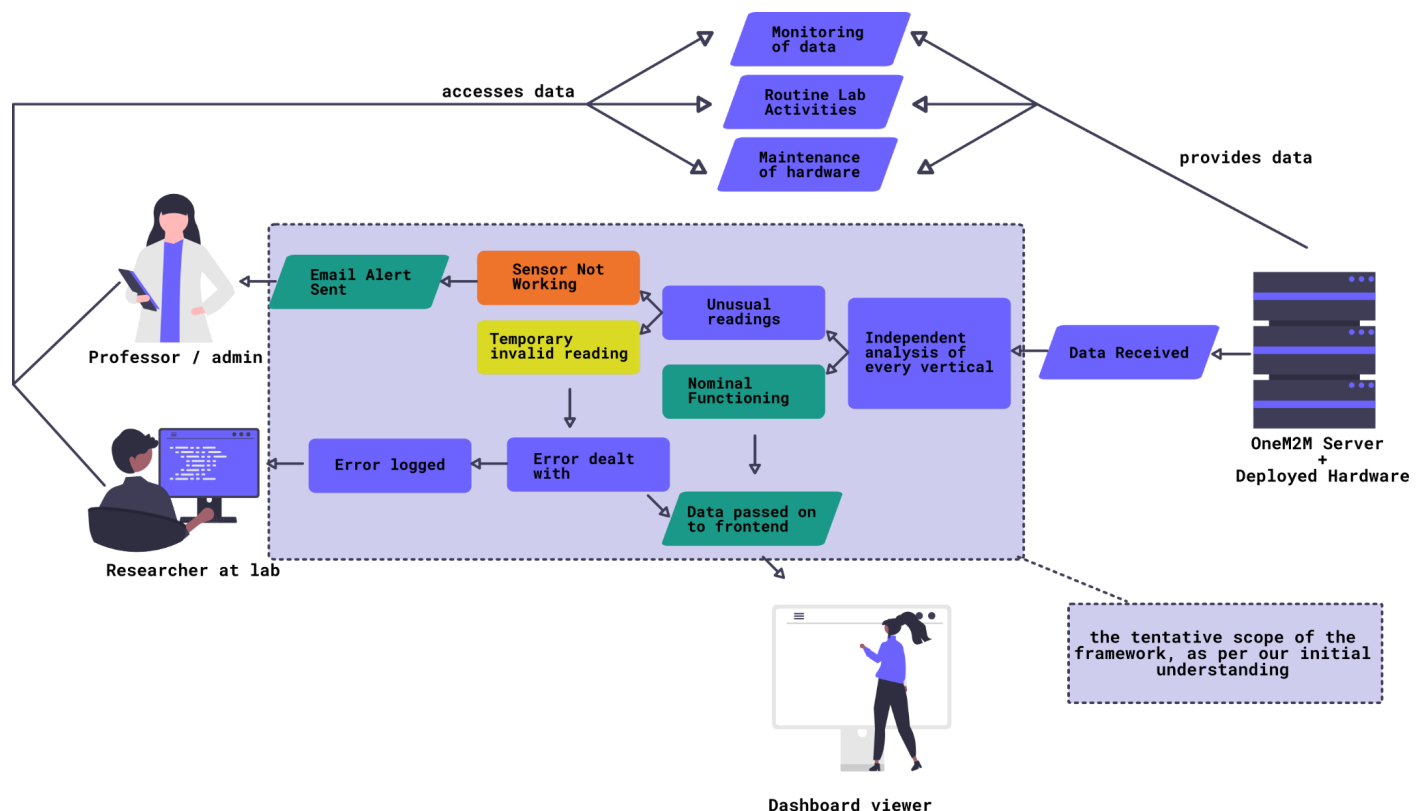 Monitoring
of data
accesses data
Routine Lab
Activities
Maintenance
of hardware
provides data
Email Alert
Sent
Sensor Not
Working
Unusual
readings
Temporary
invalid reading
Independent
analysis of
every vertical
Data Received
Professor / admin
Nominal
Functioning
OneM2M Server
+
Deployed Hardware
Error logged
Error dealt
with
Data passed on
to frontend
Researcher at lab
the tentative scope of the
framework, as per our initial
understanding
Dashboard viewer